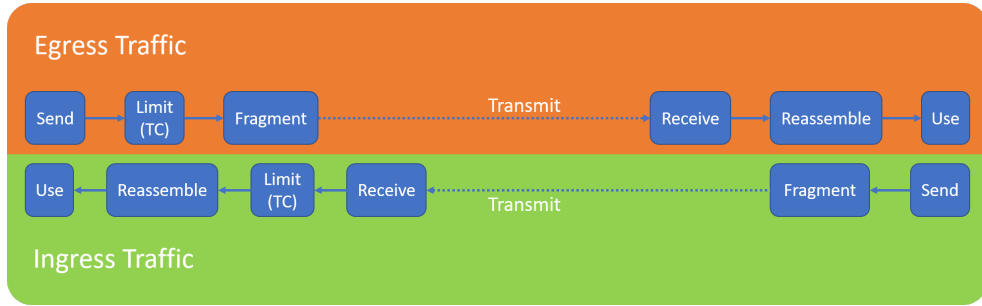 Egress Traffic
Send
Limit
(TC)
Fragment
Transmit
Receive
Reassemble
Use
Use
Reassemble
Limit
(TC)
Receive
Transmit
Fragment
Send
Ingress Traffic